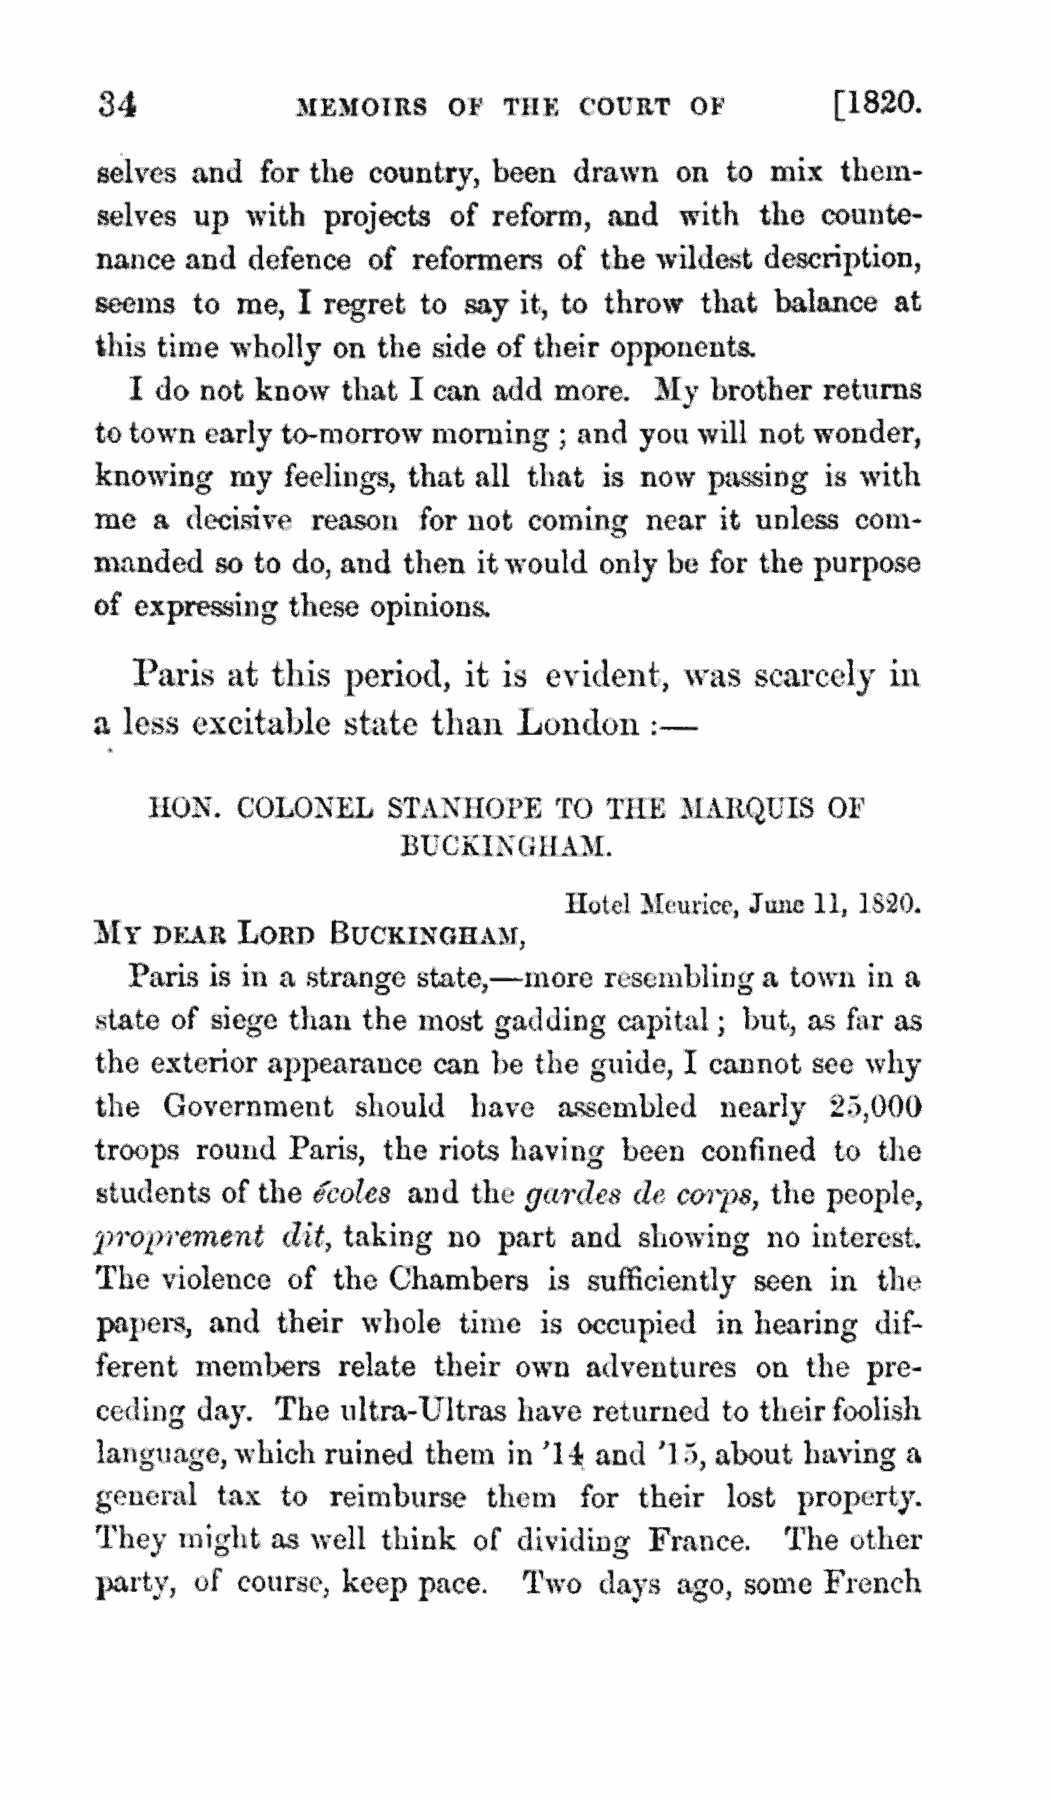 34 MEMOIRS OF THE COURT OF [1820.
selves and for the country, been drawn on to mix them-
selves up with projects of reform, and with the counte-
nance and defence of reformers of the wildest description,
seems to me, I regret to say it, to throw that balance at
this time wholly on the side of their opponents.
I do not know that I can add more. My brother returns
to town early to-morrow morning ; and you will not wonder,
knowing my feelings, that all that is now passing is with
me a decisive reason for not coming near it unless com-
manded so to do, and then it would only be for the purpose
of expressing these opinions.
Paris at this period, it is evident, was scarcely in
a less excitable state than London :—
HON. COLONEL STANHOPE TO THE MARQUIS OF
BUCKINGHAM.
Hotel Meurice, June 11, 1820.
MY DEAR LORD BUCKINGHAM,
Paris is in a strange state,—more resembling a town in a
state of siege than the most gadding capital ; but, as far as
the exterior appearance can be the guide, I cannot see why
the Government should have assembled nearly 25,000
troops round Paris, the riots having been confined to the
students of the écoles and the gardes de corps, the people,
proprement dit, taking no part and showing no interest.
The violence of the Chambers is sufficiently seen in the
papers, and their whole time is occupied in hearing dif-
ferent members relate their own adventures on the pre-
ceding day. The ultra-Ultras have returned to their foolish
language, which ruined them in '14 and '15, about having a
general tax to reimburse them for their lost property.
They might as well think of dividing France. The other
party, of course, keep pace. Two days ago, some French